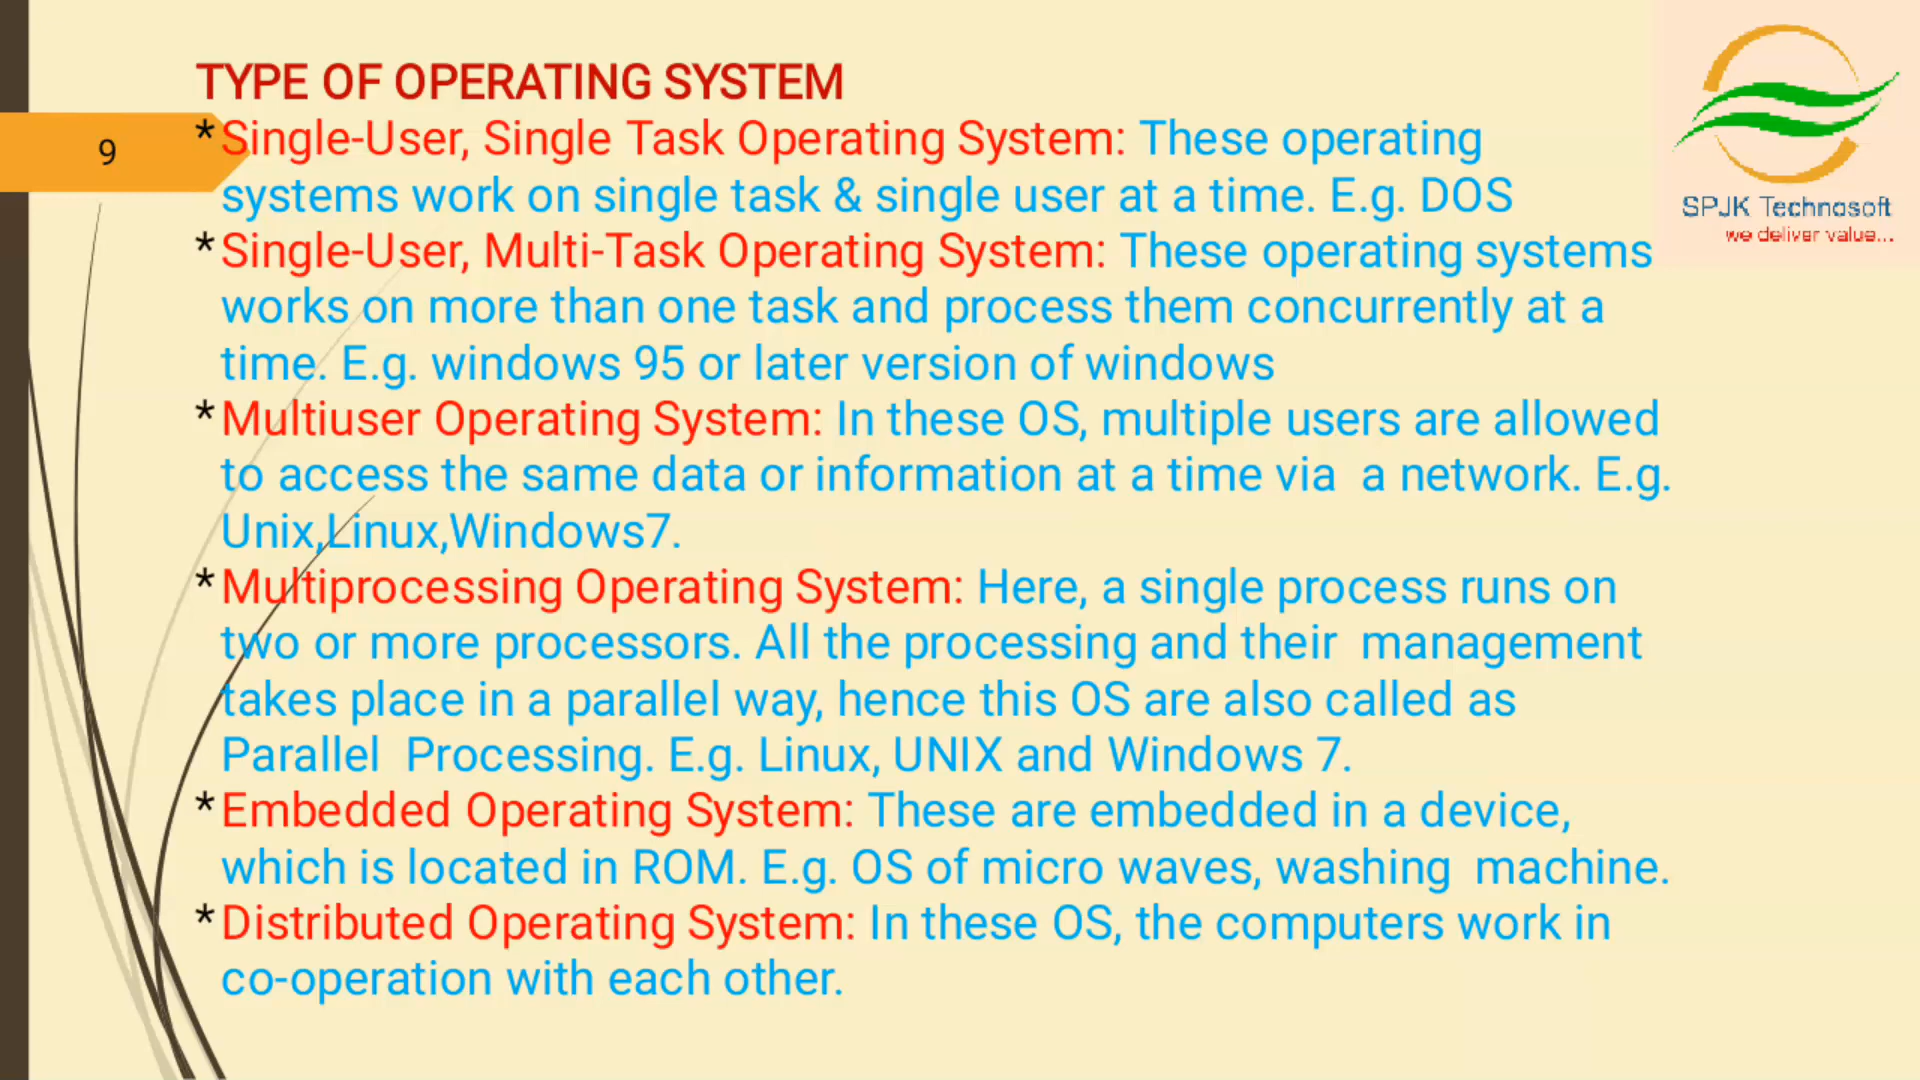 TYPE OF OPERATING SYSTEM
9
*Single-User, Single Task Operating System: These operating
systems work on single task & single user at a time. E.g. DOS
*Single-User, Multi-Task Operating System: These operating systems
works on more than one task and process them concurrently at a
time. E.g. windows 95 or later version of windows
*Multiuser Operating System: In these OS, multiple users are allowed
to access the same data or information at a time via  a network. E.g.
Unix,Linux,Windows7.
*Multiprocessing Operating System: Here, a single process runs on
two or more processors. All the processing and their  management
takes place in a parallel way, hence this OS are also called as
Parallel  Processing. E.g. Linux, UNIX and Windows 7.
*Embedded Operating System: These are embedded in a device,
which is located in ROM. E.g. OS of micro waves, washing  machine.
*Distributed Operating System: In these OS, the computers work in
co-operation with each other.
SPJK Technosoft
we deliver value...